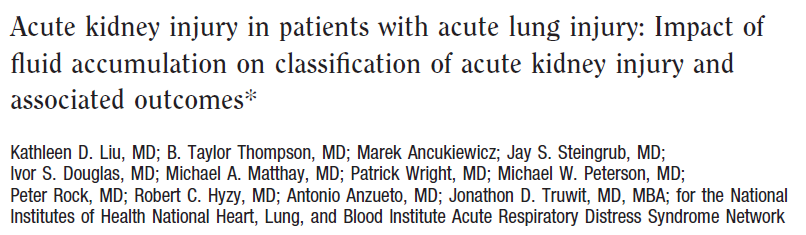 Acute kidney injury in patients with acute lung injury: Impact of
fluid accumulation on classification of acute kidney injury and
associated outcomes*
Kathleen D. Liu, MD; B. Taylor Thompson, MD; Marek Ancukiewicz; Jay S. Steingrub, MD;
Ivor S. Douglas, MD; Michael A. Matthay, MD; Patrick Wright, MD; Michael W. Peterson, MD;
Peter Rock, MD; Robert C. Hyzy, MD; Antonio Anzueto, MD; Jonathon D. Truwit, MD, MBA; for the National
Institutes of Health National Heart, Lung, and Blood Institute Acute Respiratory Distress Syndrome Network